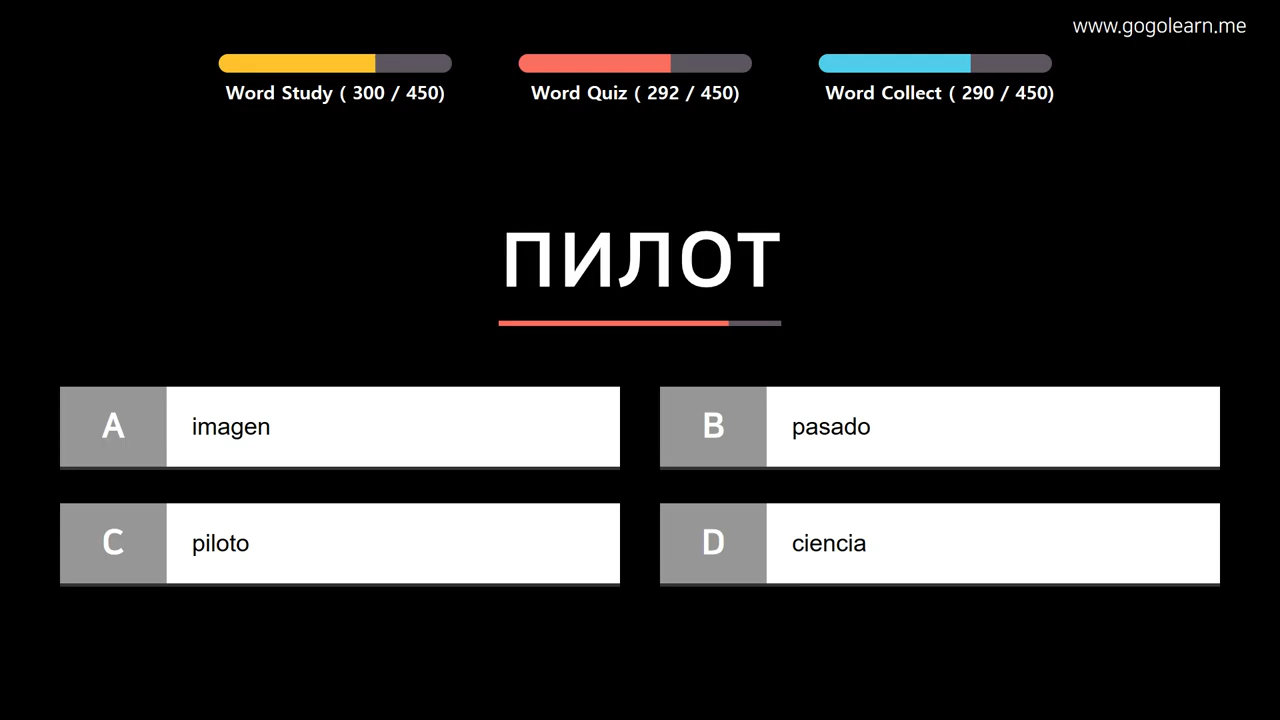 www.gogolearn.me
Word Study ( 300 / 450)
Word Quiz ( 292 / 450)
Word Collect ( 290 / 450)
пилот
A imagen
B pasado
C piloto
D ciencia